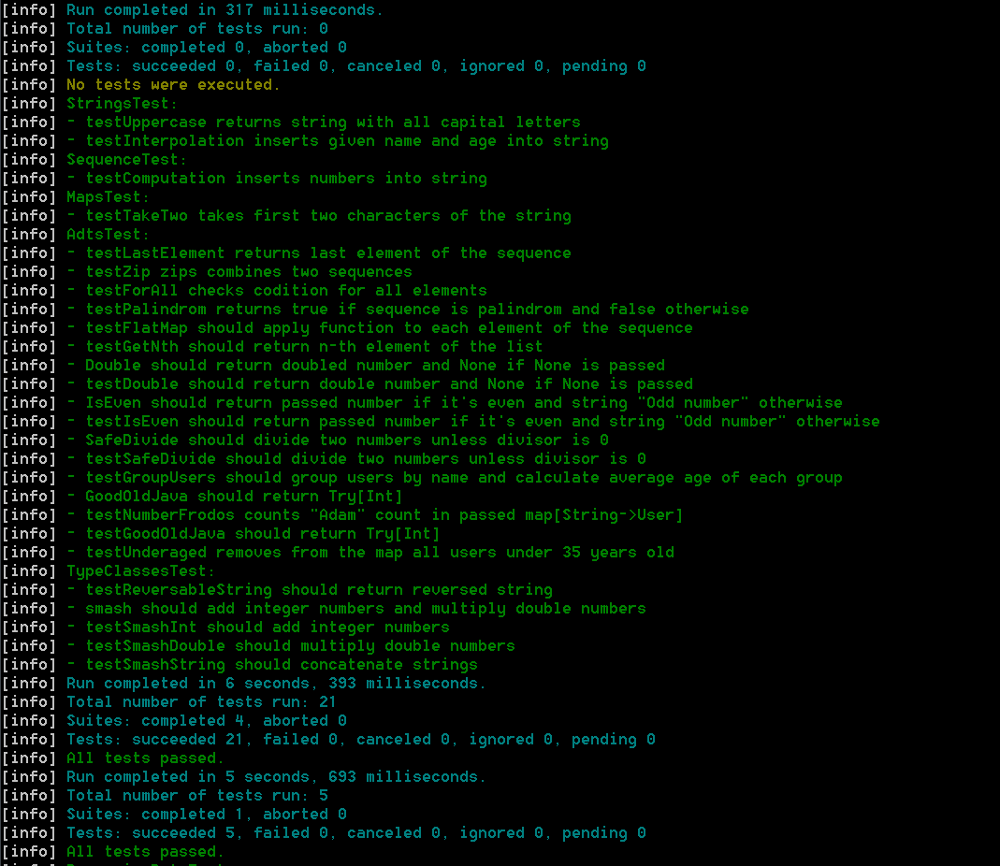 [info] Run completed in 317 milliseconds.
[info] Total number of tests run: 0
[info] Suites: completed 0, aborted 0
[info] Tests: succeeded 0, failed 0, canceled 0, ignored 0, pending 0
[info] No tests were executed.
[info] StringsTest:
[info] - testUppercase returns string with all capital letters
[info] - testInterpolation inserts given name and age into string
[info] SequenceTest:
[info] - testComputation inserts numbers into string
[info] MapsTest:
[info] - testTakeTwo takes first two characters of the string
[info] AdtsTest:
[info] - testLastElement returns last element of the sequence
[info] - testZip zips combines two sequences
[info] - testForAll checks codition for all elements
[info] - testPalindrom returns true if sequence is palindrom and false otherwise
[info] - testFlatMap should apply function to each element of the sequence
[info] - testGetNth should return n-th element of the list
[info] - Double should return doubled number and None if None is passed
[info] - testDouble should return double number and None if None is passed
[info] - IsEven should return passed number if it's even and string "Odd number" otherwise
[info] - testIsEven should return passed number if it's even and string "Odd number" otherwise
[info] - SafeDivide should divide two numbers unless divisor is 0
[info] - testSafeDivide should divide two numbers unless divisor is 0
[info] - testGroupUsers should group users by name and calculate average age of each group
[info] - GoodOldJava should return Try[Int]
[info] - testNumberFrodos counts "Adam" count in passed map[String->User]
[info] - testGoodOldJava should return Try[Int]
[info] - testUnderaged removes from the map all users under 35 years old
[info] TypeClassesTest:
[info] - testReversableString should return reversed string
[info] - smash should add integer numbers and multiply double numbers
[info] - testSmashInt should add integer numbers
[info] - testSmashDouble should multiply double numbers
[info] - testSmashString should concatenate strings
[info] Run completed in 6 seconds, 393 milliseconds.
[info] Total number of tests run: 21
[info] Suites: completed 4, aborted 0
[info] Tests: succeeded 21, failed 0, canceled 0, ignored 0, pending 0
[info] All tests passed.
[info] Run completed in 5 seconds, 693 milliseconds.
[info] Total number of tests run: 5
[info] Suites: completed 1, aborted 0
[info] Tests: succeeded 5, failed 0, canceled 0, ignored 0, pending 0
[info] All tests passed.